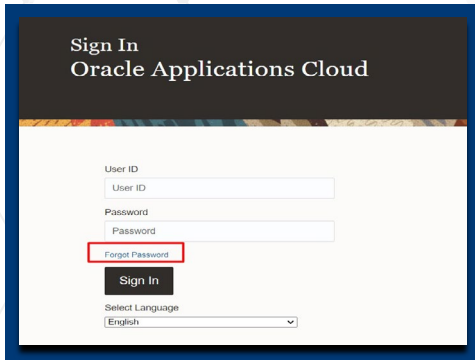 Sign In
Oracle Applications Cloud
User ID
User ID
Password
Password
Forgot Password
Sign In
Select Language
English